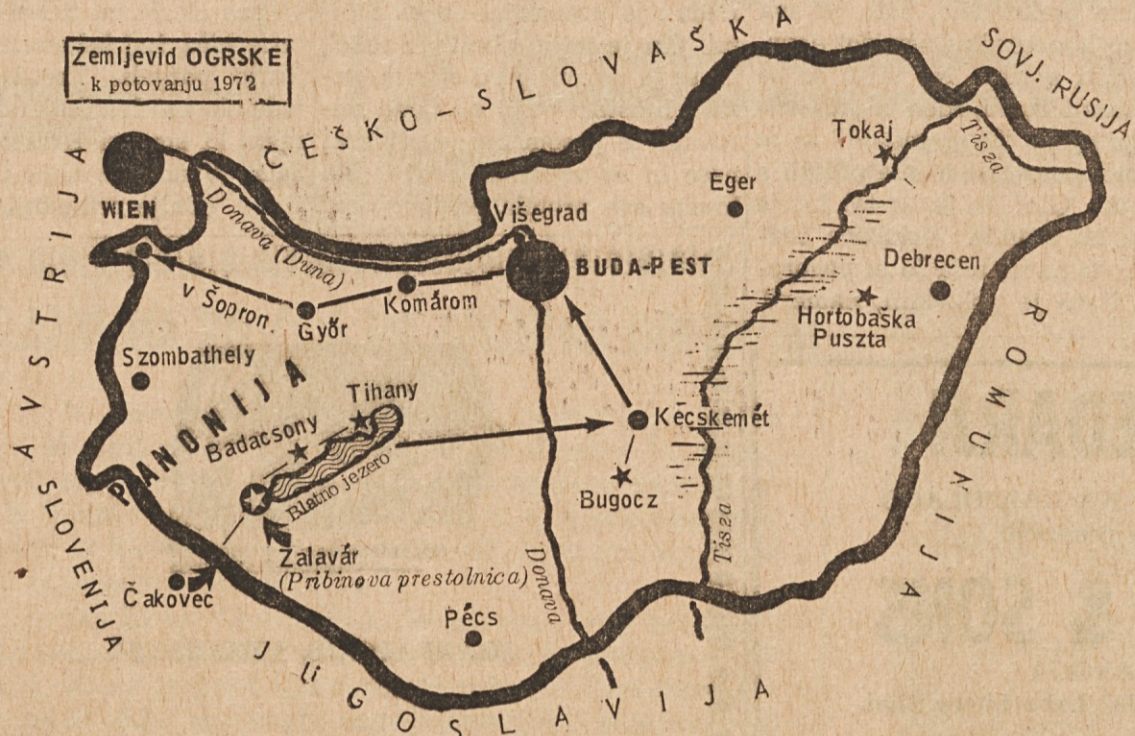 Zemljevid OGRSKE
k potovanju 1972
ČEŠKO-SLOVAŠKA
SOVJ. RUSIJA
AVSTRIJA
WIEN
Donava (Duna)
Višegrad
BUDA-PEST
Tokaj
Tisza
Eger
Debrecen
Hortobaška
Puszta
ROMUNIJA
v Šopron.
Győr
Komárom
Szombathely
PANONIJA
Tihany
Badacsony
Blatno jezero
Kecskemét
Bugocz
Tisza
Donava
Zalavár
(Pribinova prestolnica)
Čakovec
SLOVENIJA
Pécs
JUGOSLAVIJA